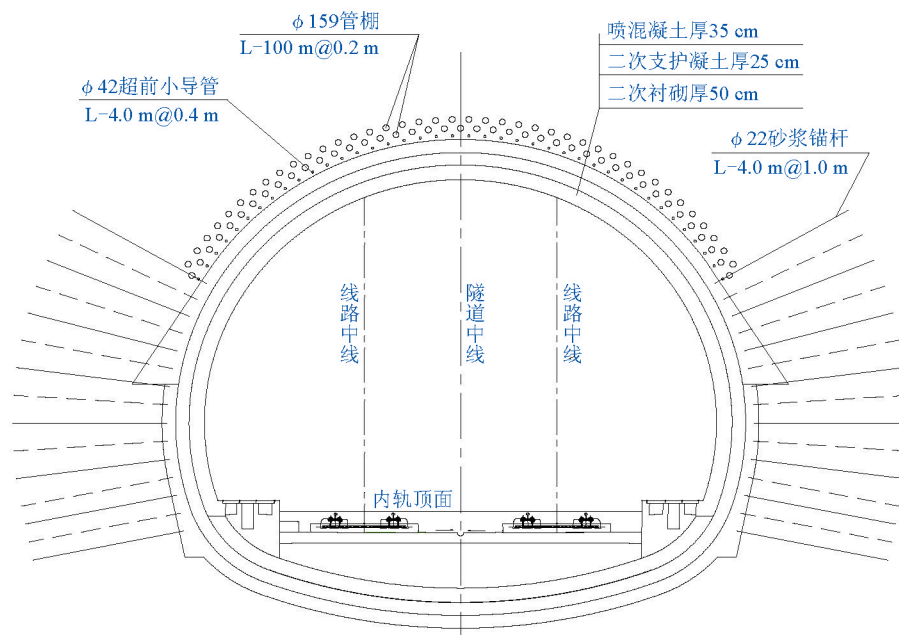 φ159管棚
L-100 m@0.2 m
φ42超前小导管
L-4.0 m@0.4 m
喷混凝土厚35 cm
二次支护凝土厚25 cm
二次衬砌厚50 cm
φ22砂浆锚杆
L-4.0 m@1.0 m
线路中线
隧道中线
线路中线
内轨顶面